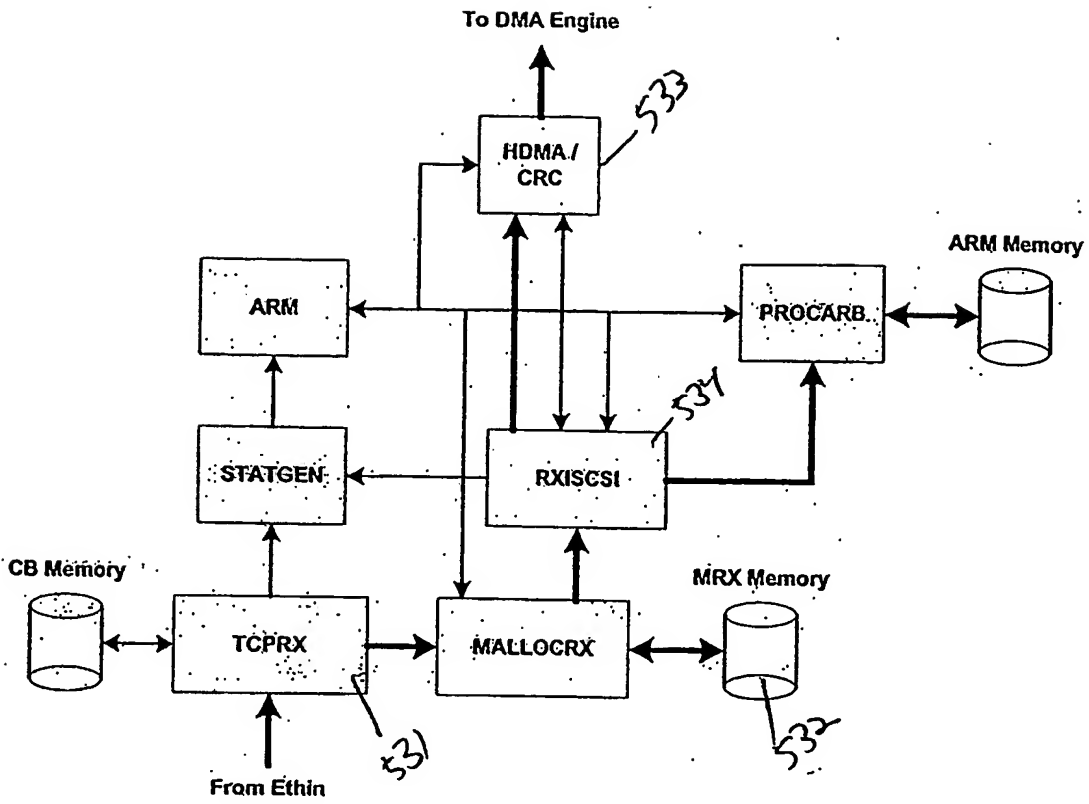 To DMA Engine
533
HDMA /
CRC
ARM Memory
ARM
PROCARB
534
STATGEN
RXISCSI
CB Memory
MRX Memory
TCPRX
MALLOCRX
531
532
From Ethin